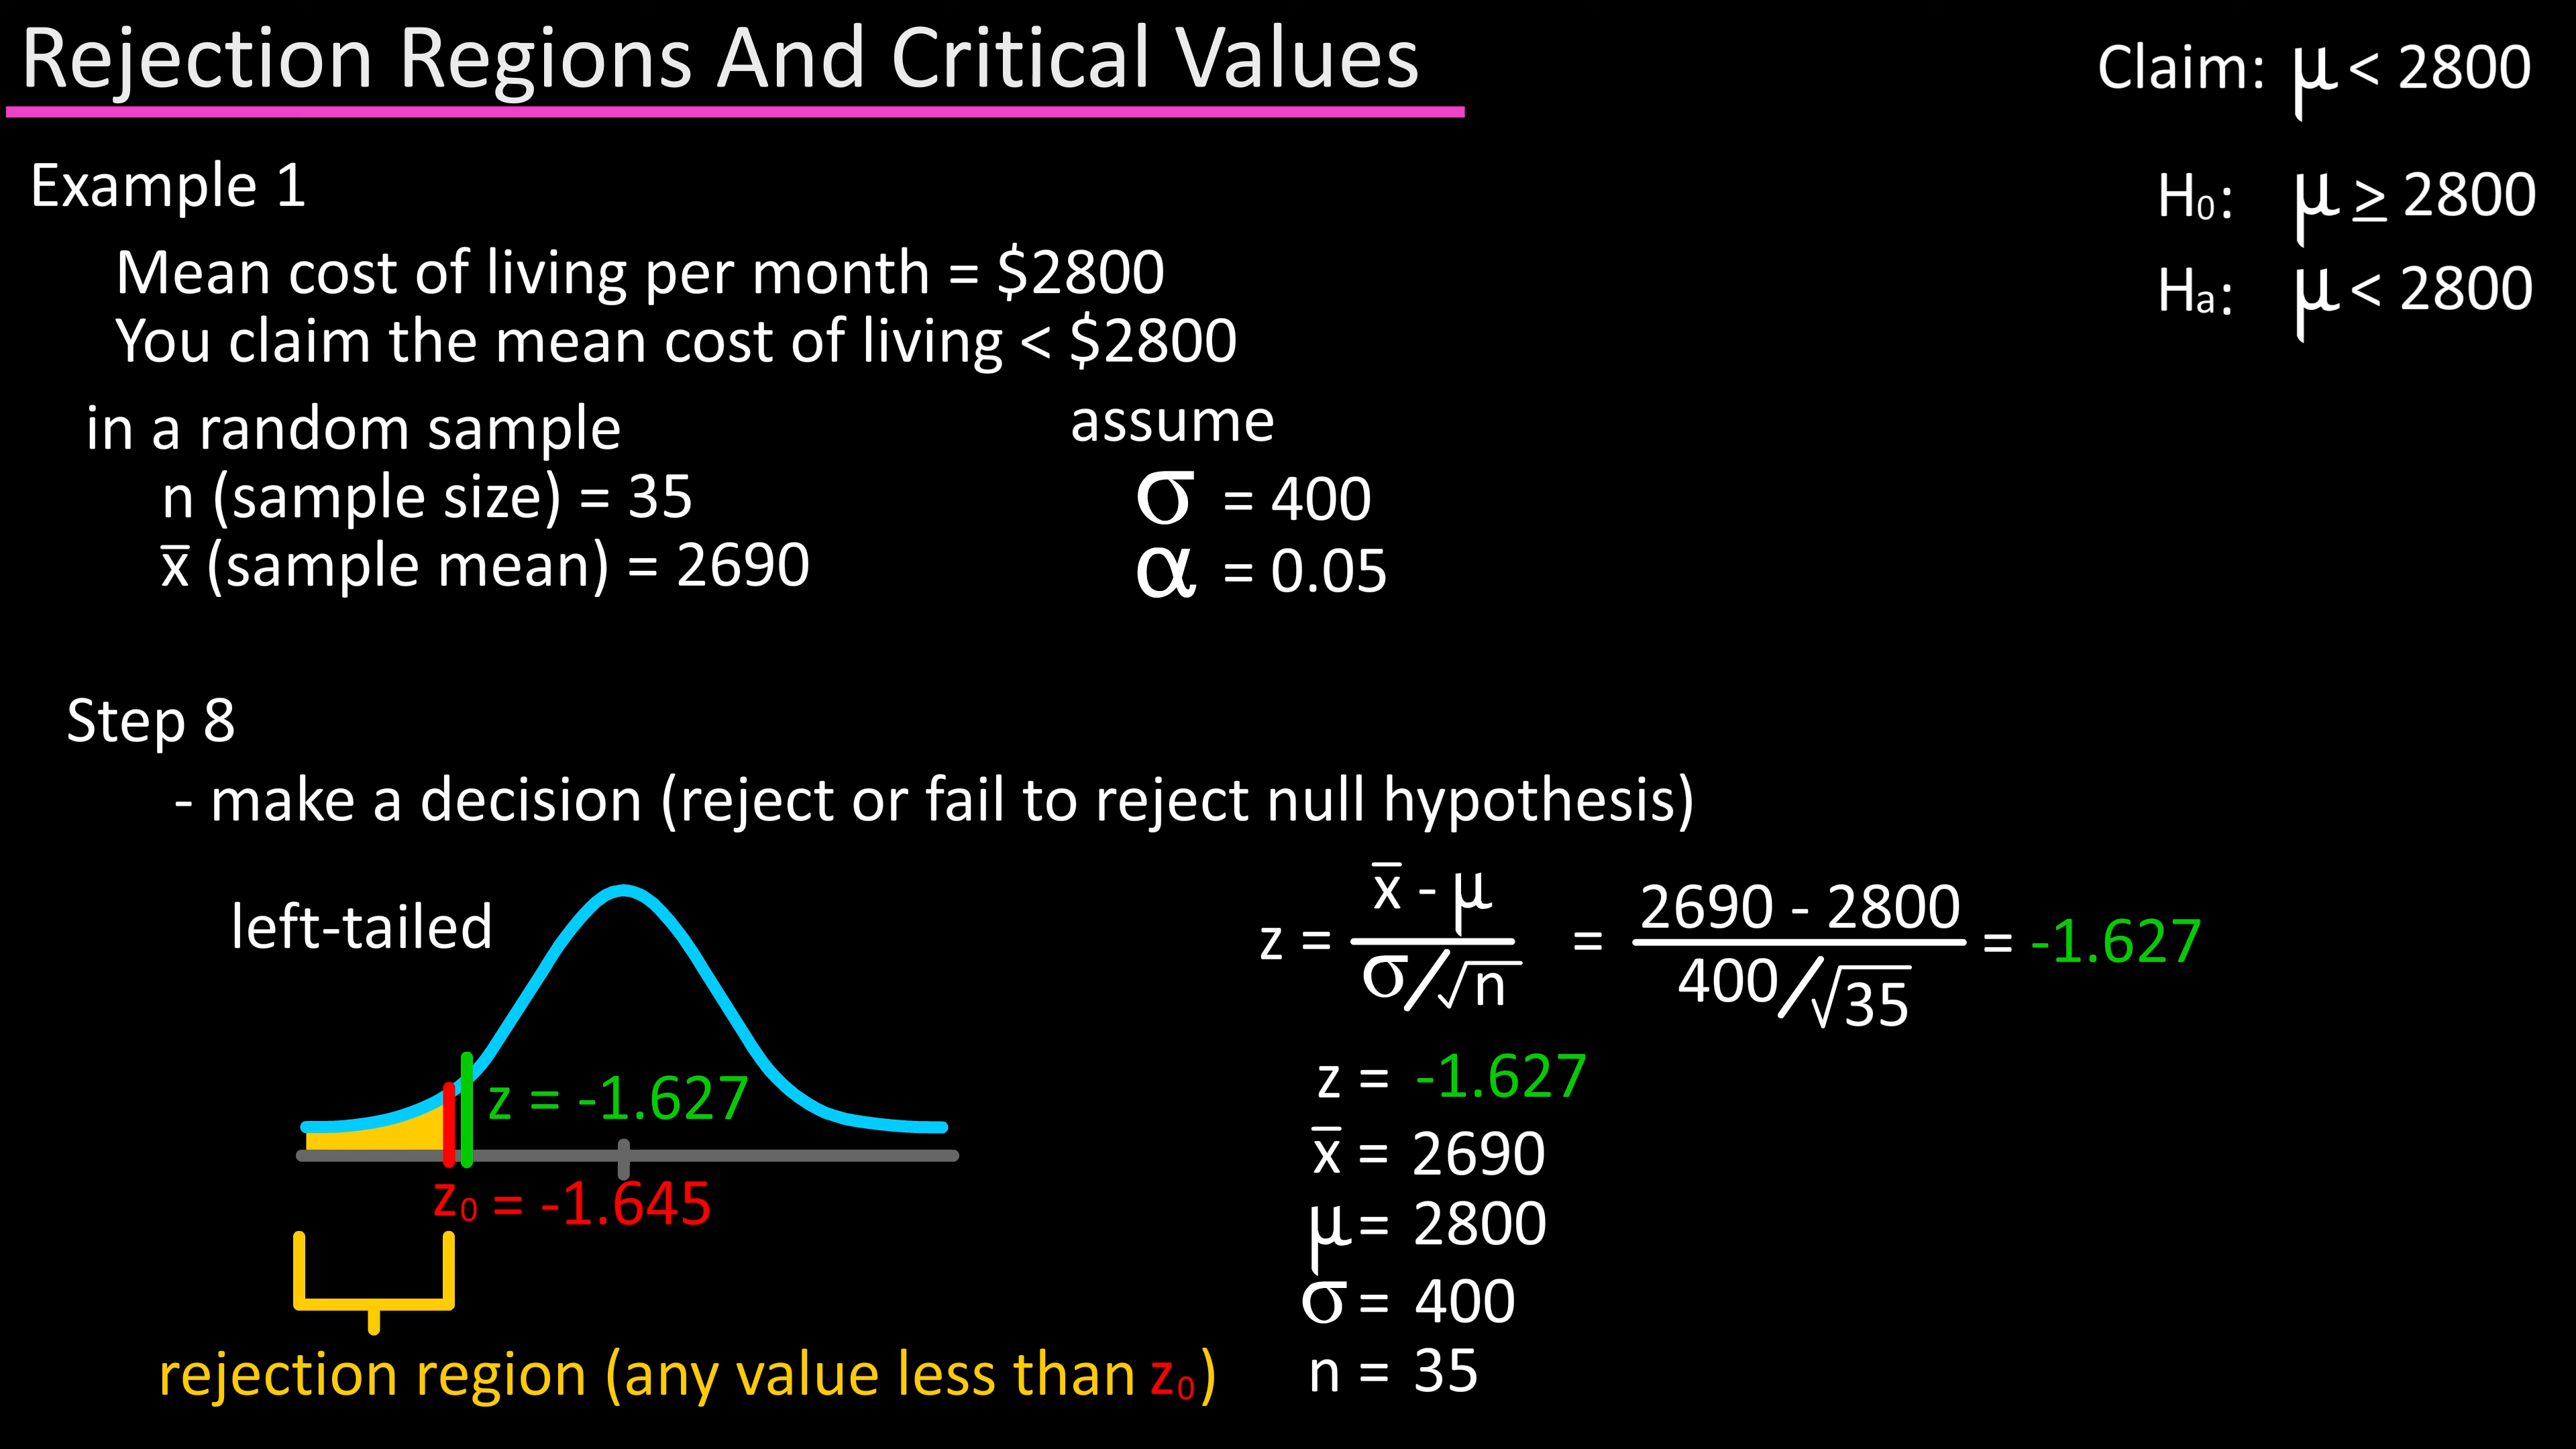 Rejection Regions And Critical Values
Claim: μ < 2800
H₀: μ ≥ 2800
Hₐ: μ < 2800
Example 1
Mean cost of living per month = $2800
You claim the mean cost of living < $2800
in a random sample
n (sample size) = 35
x̅ (sample mean) = 2690
assume
σ = 400
α = 0.05
Step 8
- make a decision (reject or fail to reject null hypothesis)
left-tailed
z = -1.627
z₀ = -1.645
rejection region (any value less than z₀)
z = (x̅ - μ) / (σ/√n) = (2690 - 2800) / (400/√35) = -1.627
z = -1.627
x̅ = 2690
μ = 2800
σ = 400
n = 35